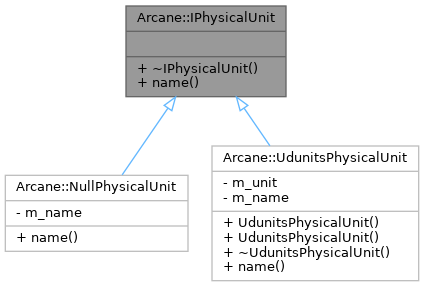 Arcane::IPhysicalUnit
+ ~IPhysicalUnit()
+ name()
Arcane::NullPhysicalUnit
- m_name
+ name()
Arcane::UdunitsPhysicalUnit
- m_unit
- m_name
+ UdunitsPhysicalUnit()
+ UdunitsPhysicalUnit()
+ ~UdunitsPhysicalUnit()
+ name()